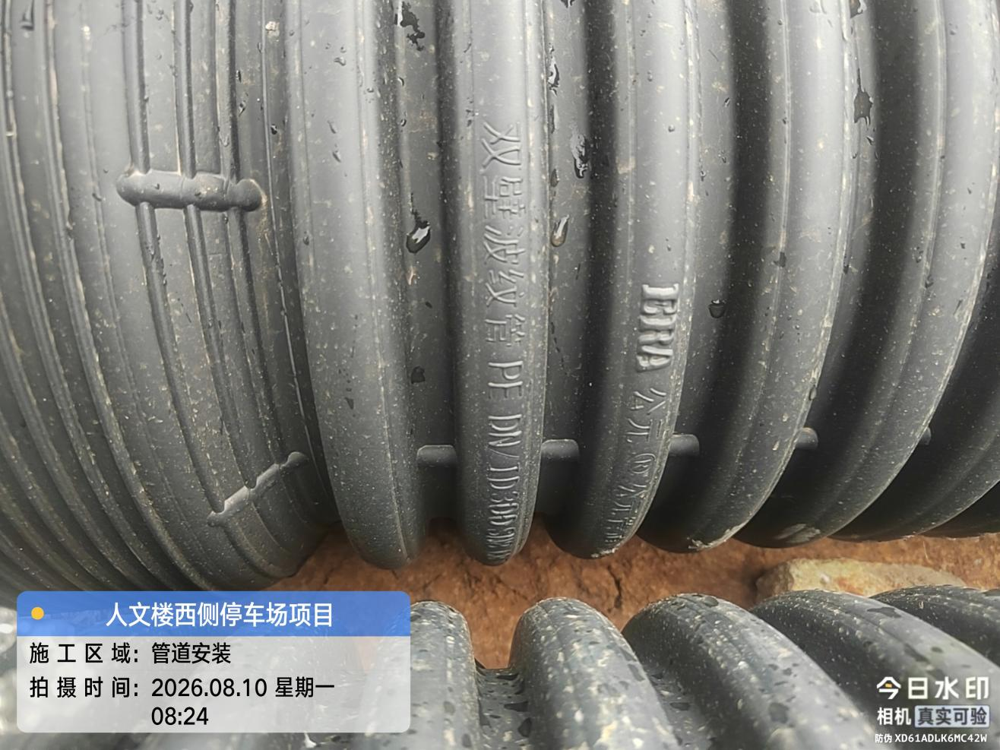 双壁波纹管 PE DN/ID300 SN
ERA 公元
人文楼西侧停车场项目
施工区域: 管道安装
拍摄时间: 2026.08.10 星期一
08:24
今日水印
相机 真实可验
防伪 XD61ADLK6MC42W